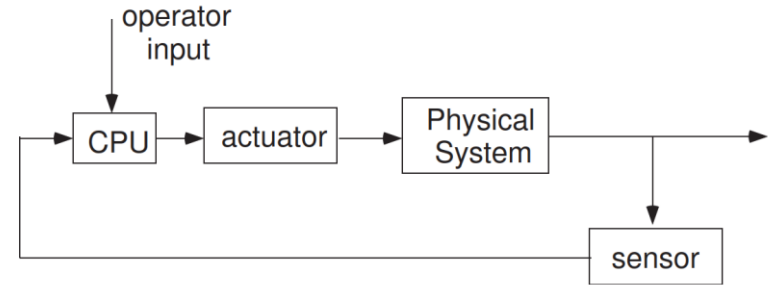 operator
input
CPU
actuator
Physical
System
sensor